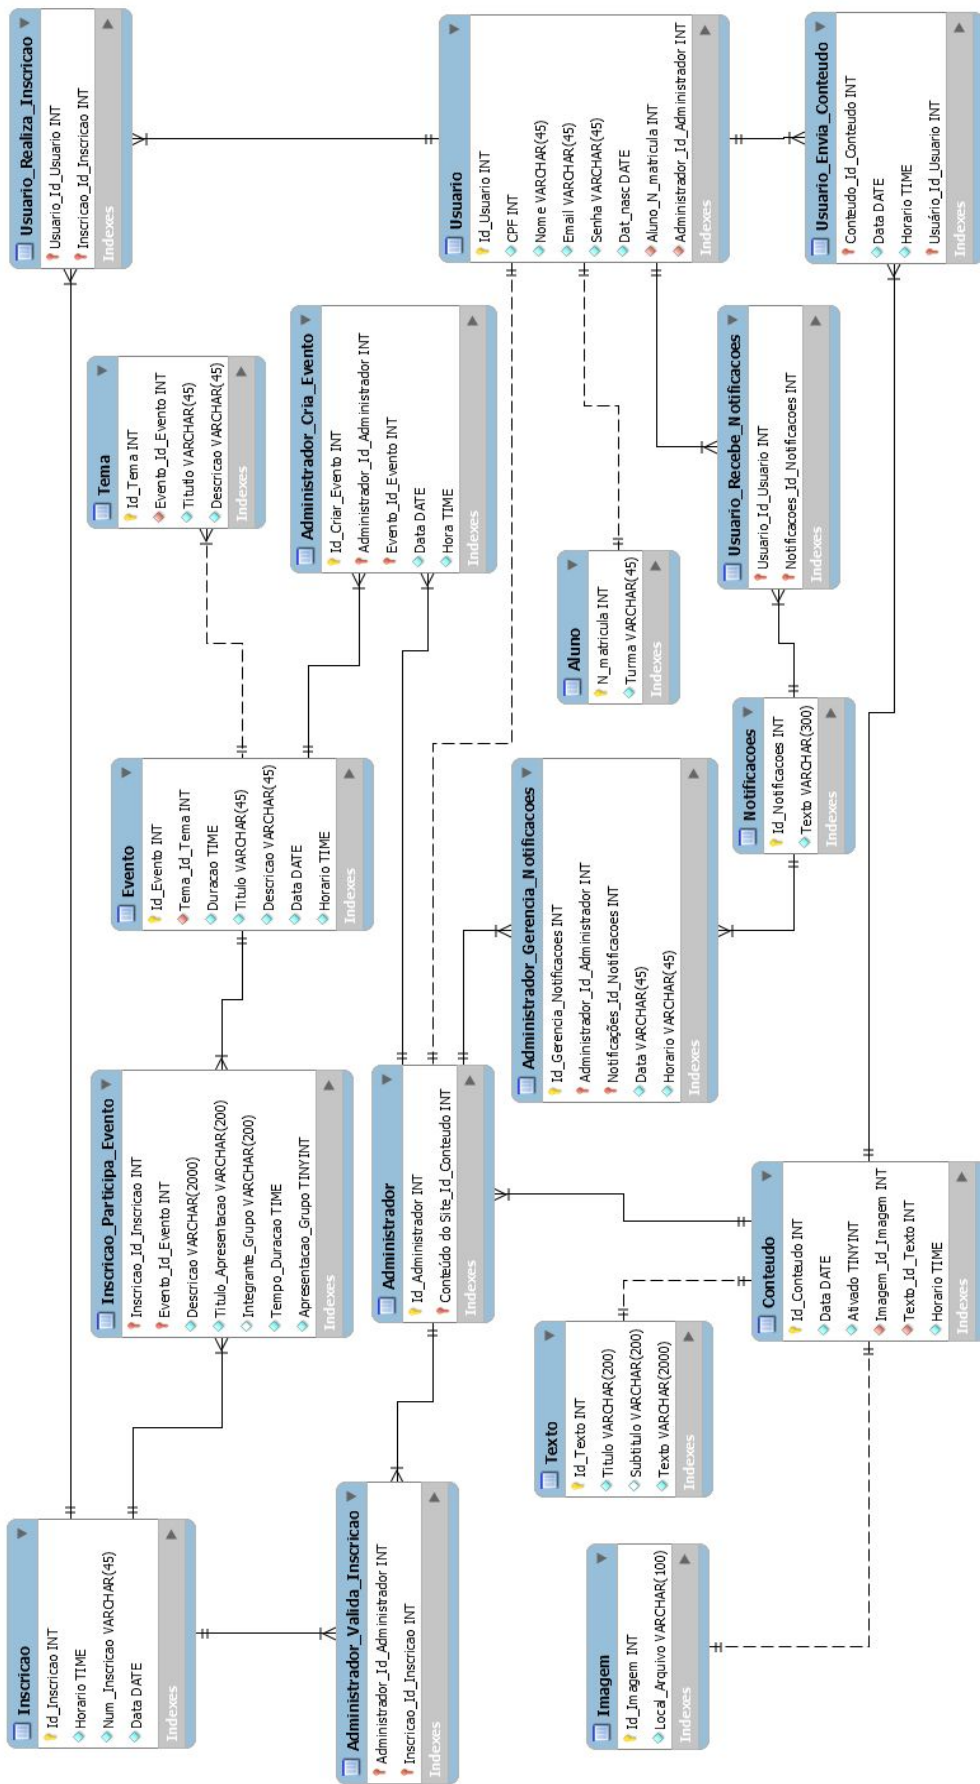 Inscricao
Id_Inscricao INT
Horario TIME
Num_Inscricao VARCHAR(45)
Data DATE
Indexes
Inscricao_Participa_Evento
Inscricao_Id_Inscricao INT
Evento_Id_Evento INT
Descricao VARCHAR(2000)
Titulo_Apresentacao VARCHAR(200)
Integrante_Grupo VARCHAR(200)
Tempo_Duracao TIME
Apresentacao_Grupo TINYINT
Indexes
Evento
Id_Evento INT
Tema_Id_Tema INT
Duracao TIME
Titulo VARCHAR(45)
Descricao VARCHAR(45)
Data DATE
Horario TIME
Indexes
Tema
Id_Tema INT
Evento_Id_Evento INT
Titutlo VARCHAR(45)
Descricao VARCHAR(45)
Indexes
Usuario_Realiza_Inscricao
Usuario_Id_Usuario INT
Inscricao_Id_Inscricao INT
Indexes
Administrador_Valida_Inscricao
Administrador_Id_Administrador INT
Inscricao_Id_Inscricao INT
Indexes
Administrador
Id_Administrador INT
Conteúdo do Site_Id_Conteudo INT
Indexes
Administrador_Cria_Evento
Id_Criar_Evento INT
Administrador_Id_Administrador INT
Evento_Id_Evento INT
Data DATE
Hora TIME
Indexes
Administrador_Gerencia_Notificacoes
Id_Gerencia_Notificacoes INT
Administrador_Id_Administrador INT
Notificações_Id_Notificacoes INT
Data VARCHAR(45)
Horario VARCHAR(45)
Indexes
Aluno
N_matricula INT
Turma VARCHAR(45)
Indexes
Usuario
Id_Usuario INT
CPF INT
Nome VARCHAR(45)
Email VARCHAR(45)
Senha VARCHAR(45)
Dat_nasc DATE
Aluno_N_matricula INT
Administrador_Id_Administrador INT
Indexes
Texto
Id_Texto INT
Titulo VARCHAR(200)
Subtitulo VARCHAR(200)
Texto VARCHAR(2000)
Indexes
Imagem
Id_Imagem INT
Local_Arquivo VARCHAR(100)
Indexes
Conteudo
Id_Conteudo INT
Data DATE
Ativado TINYINT
Imagem_Id_Imagem INT
Texto_Id_Texto INT
Horario TIME
Indexes
Notificacoes
Id_Notificacoes INT
Texto VARCHAR(300)
Indexes
Usuario_Recebe_Notificacoes
Usuario_Id_Usuario INT
Notificacoes_Id_Notificacoes INT
Indexes
Usuario_Envia_Conteudo
Conteudo_Id_Conteudo INT
Data DATE
Horario TIME
Usuário_Id_Usuario INT
Indexes